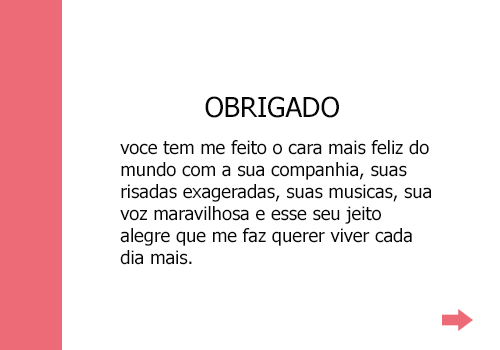 OBRIGADO
voce tem me feito o cara mais feliz do
mundo com a sua companhia, suas
risadas exageradas, suas musicas, sua
voz maravilhosa e esse seu jeito
alegre que me faz querer viver cada
dia mais.